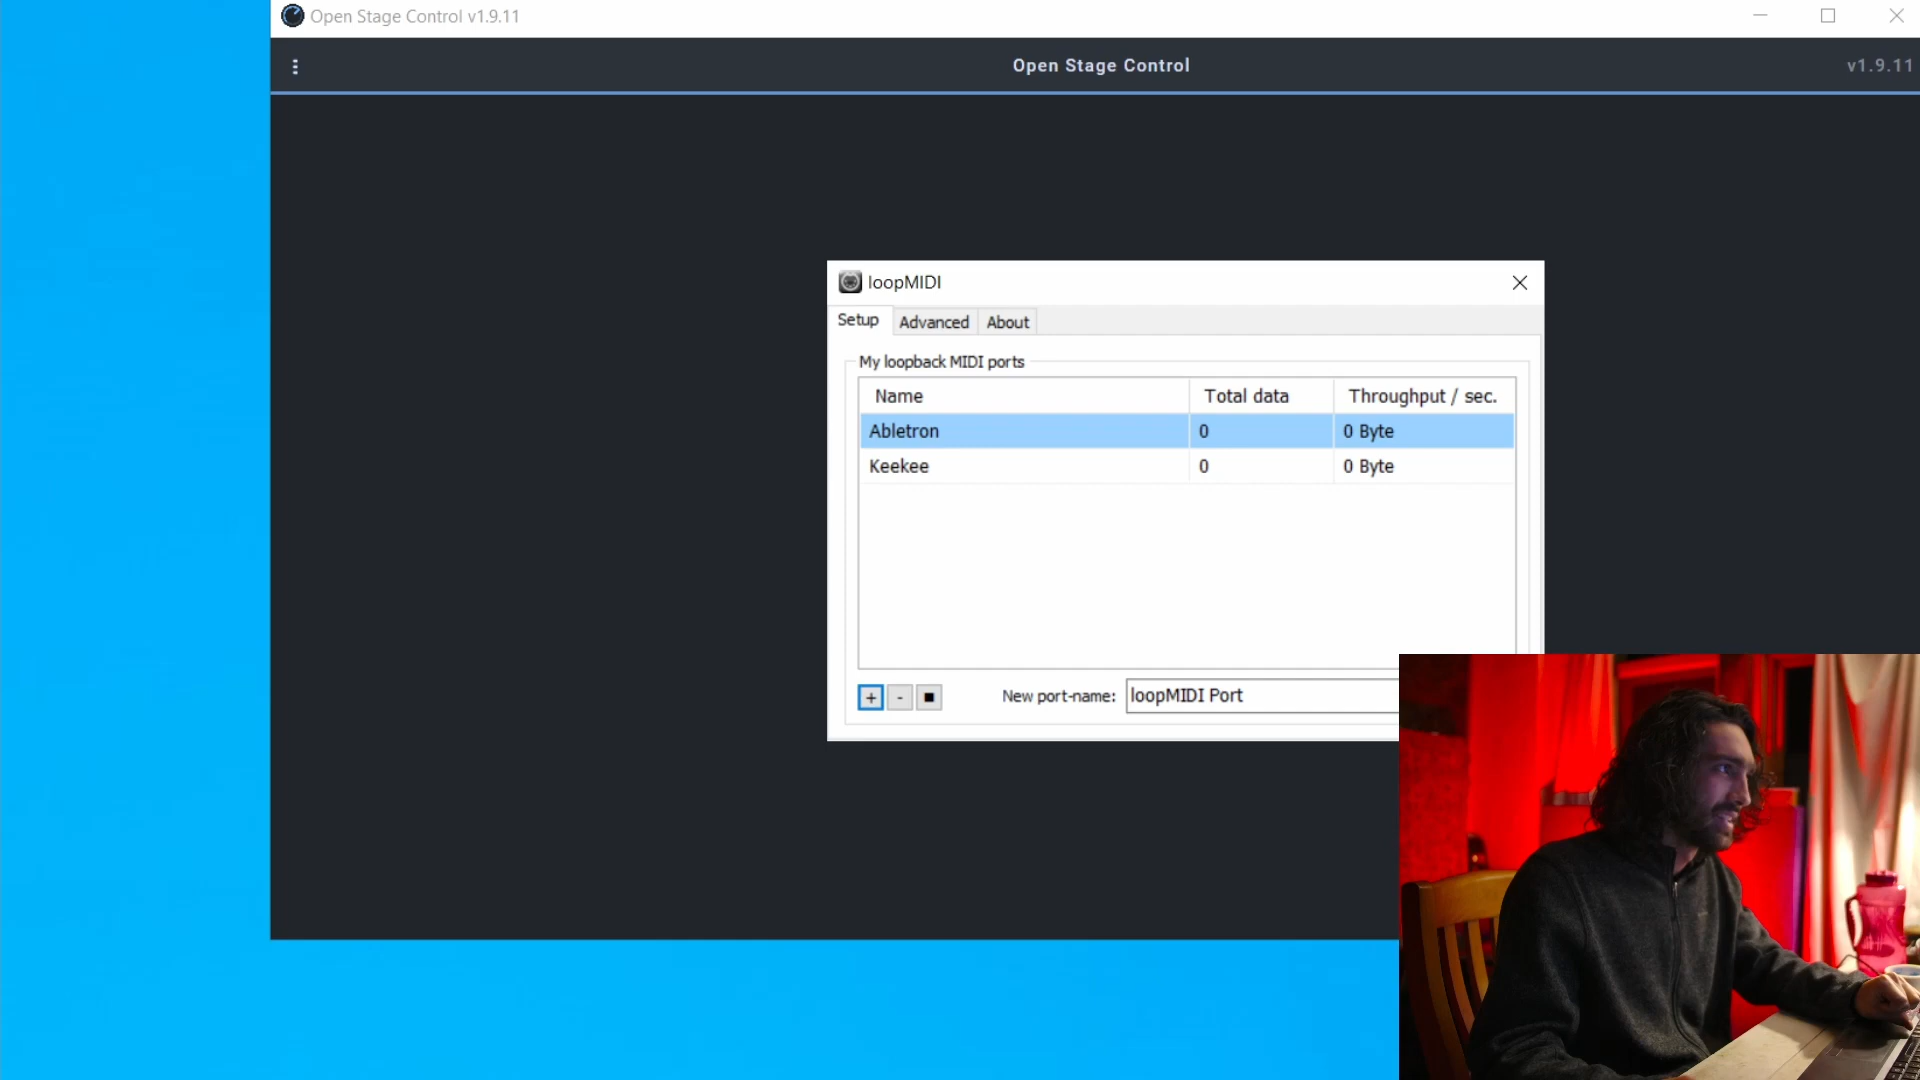 Open Stage Control v1.9.11
Open Stage Control
v1.9.11
loopMIDI
Setup
Advanced
About
My loopback MIDI ports
Name
Total data
Throughput / sec.
Abletron
0
0 Byte
Keekee
0
0 Byte
+
-
New port-name:
loopMIDI Port